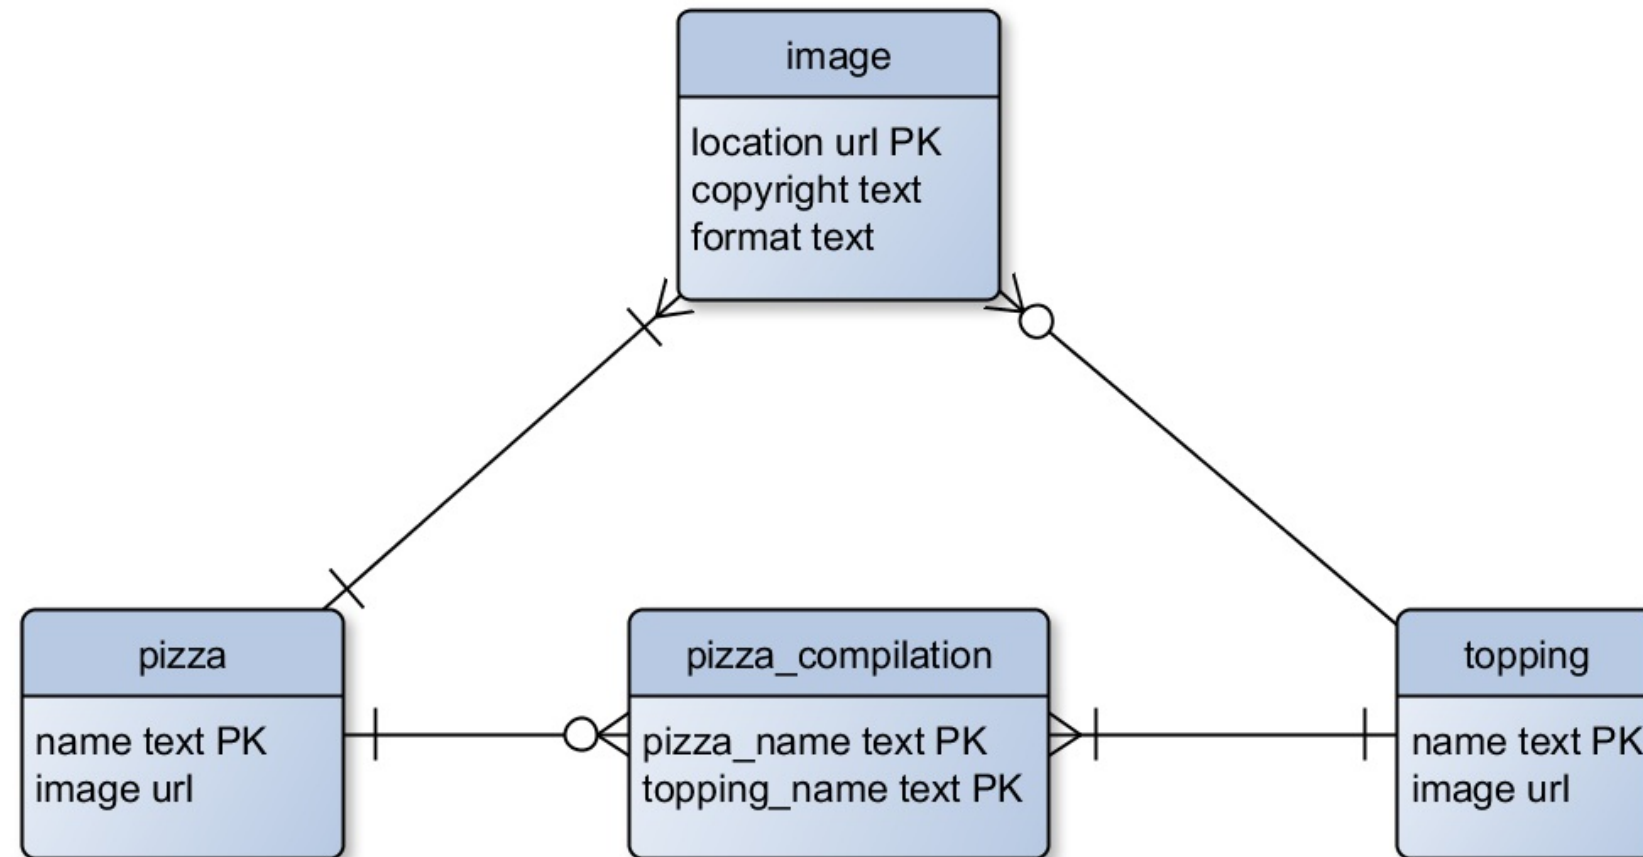 image
location url PK
copyright text
format text
pizza
name text PK
image url
pizza_compilation
pizza_name text PK
topping_name text PK
topping
name text PK
image url